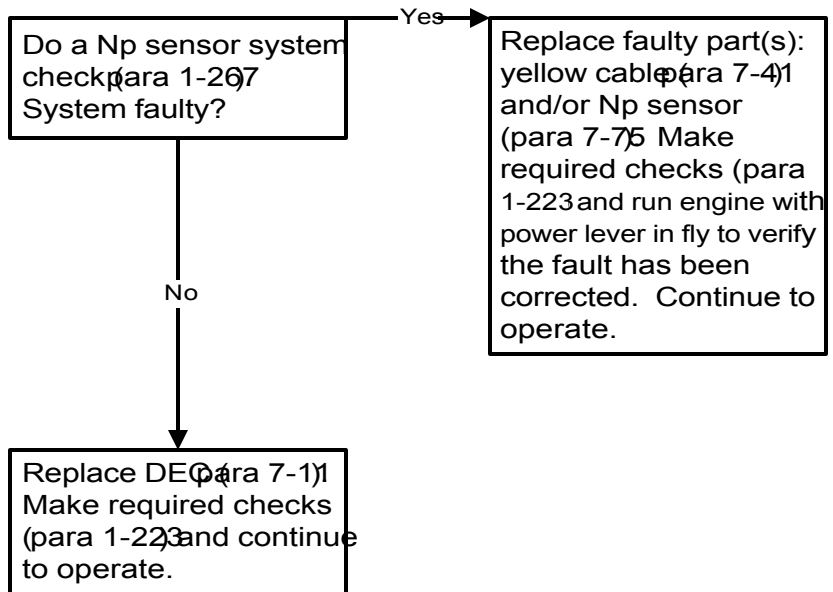 Do a Np sensor system
check (para 1-267).
System faulty?
Yes
Replace faulty part(s):
yellow cable (para 7-41)
and/or Np sensor
(para 7-75) Make
required checks (para
1-223 and run engine with
power lever in fly to verify
the fault has been
corrected. Continue to
operate.
No
Replace DEC (para 7-11).
Make required checks
(para 1-223) and continue
to operate.